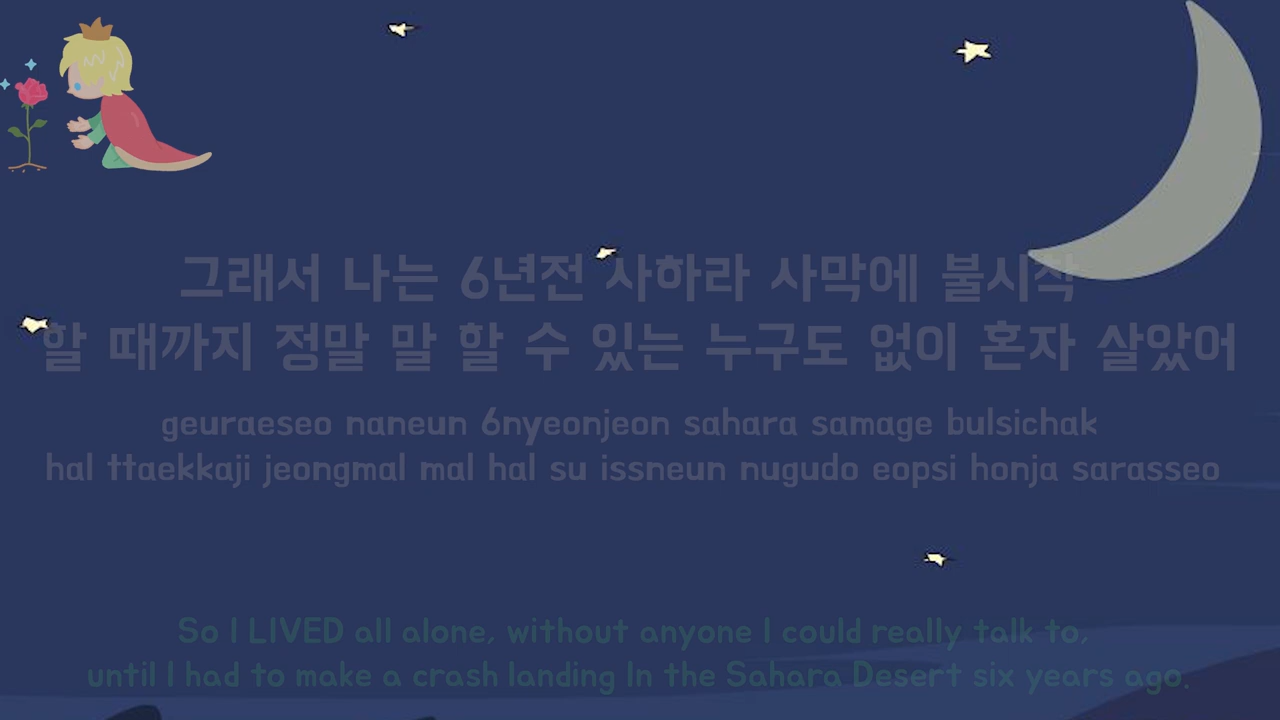 그래서 나는 6년전 사하라 사막에 불시착
할 때까지 정말 말 할 수 있는 누구도 없이 혼자 살았어
geuraeseo naneun 6nyeonjeon sahara samage bulsichak
hal ttaekkaji jeongmal mal hal su issneun nugudo eopsi honja sarasseo
So I LIVED all alone, without anyone I could really talk to,
until I had to make a crash landing In the Sahara Desert six years ago.